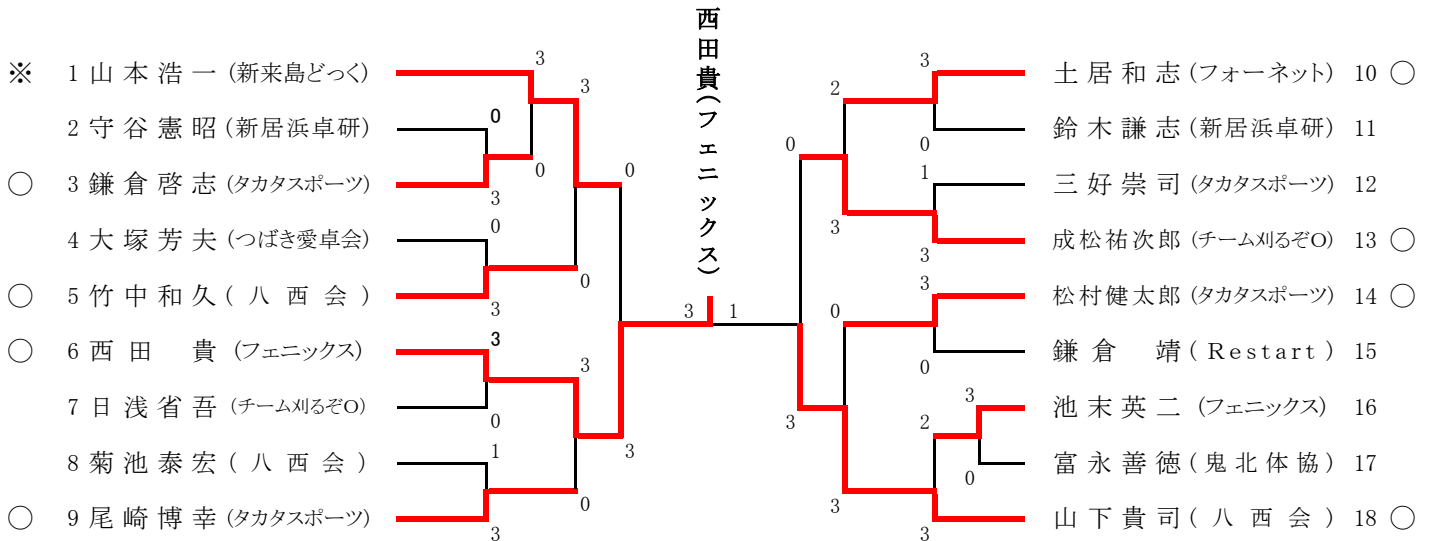 西田貴(フェニックス)
※ 1 山本浩一 (新来島どっく)
2 守谷憲昭 (新居浜卓研)
○ 3 鎌倉啓志 (タカタスポーツ)
4 大塚芳夫 (つばき愛卓会)
○ 5 竹中和久 (八西会)
○ 6 西田 貴 (フェニックス)
7 日浅省吾 (チーム刈るぞO)
8 菊池泰宏 (八西会)
○ 9 尾崎博幸 (タカタスポーツ)
3
0
3
0
3
0
0
3
0
3
0
1
3
3
0
0
3
3 1
土居和志 (フォーネット) 10 ○
鈴木謙志 (新居浜卓研) 11
三好崇司 (タカタスポーツ) 12
成松祐次郎 (チーム刈るぞO) 13 ○
松村健太郎 (タカタスポーツ) 14 ○
鎌倉 靖 (Restart) 15
池末英二 (フェニックス) 16
富永善徳 (鬼北体協) 17
山下貴司 (八西会) 18 ○
3
0
1
3
2
3
0
3
0
3
0
2
3
0
3
3